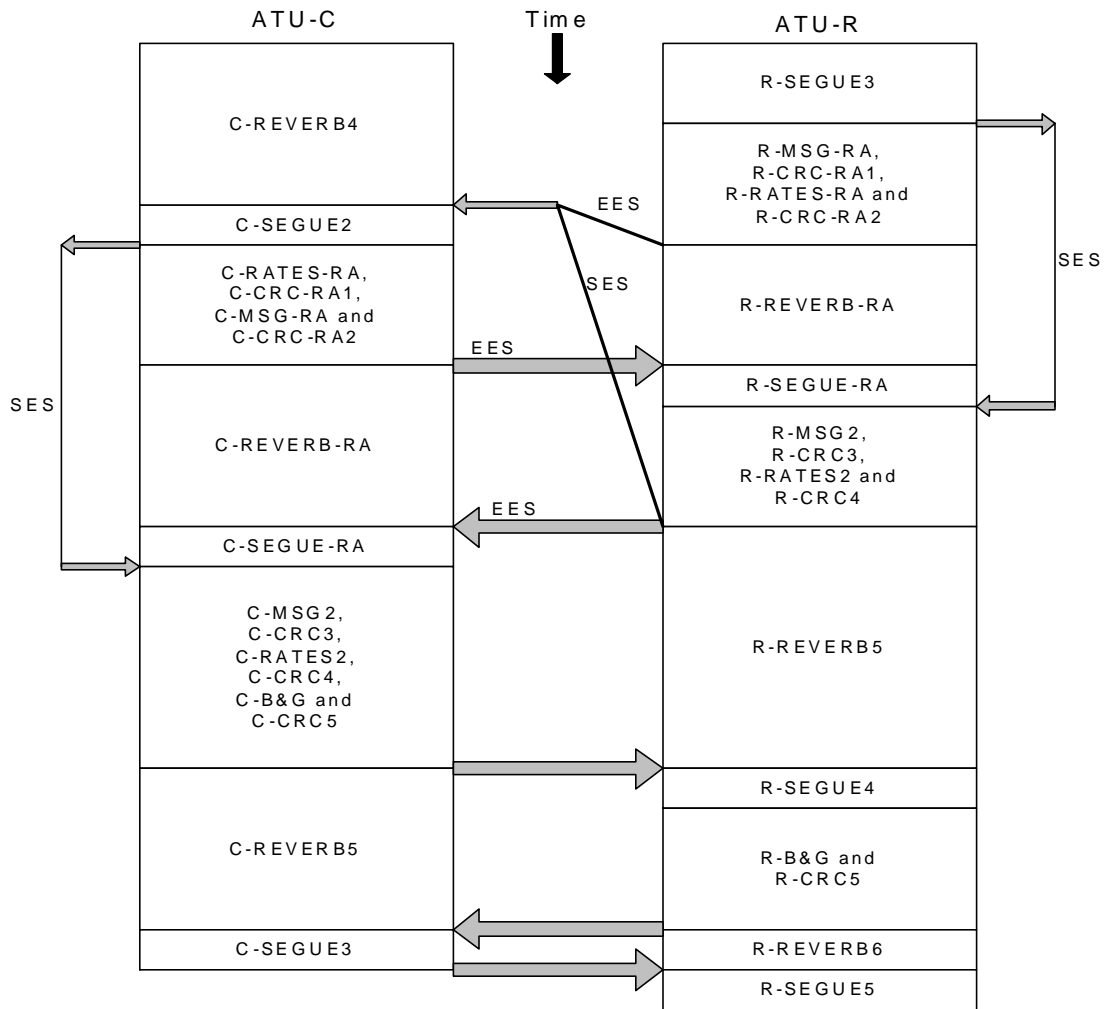 ATU-C
Time
ATU-R
C-REVERB4
C-SEGUE2
C-RATES-RA,
C-CRC-RA1,
C-MSG-RA and
C-CRC-RA2
C-REVERB-RA
C-SEGUE-RA
C-MSG2,
C-CRC3,
C-RATES2,
C-CRC4,
C-B&G and
C-CRC5
C-REVERB5
C-SEGUE3
SES
EES
SES
EES
EES
R-SEGUE3
R-MSG-RA,
R-CRC-RA1,
R-RATES-RA and
R-CRC-RA2
R-REVERB-RA
R-SEGUE-RA
R-MSG2,
R-CRC3,
R-RATES2 and
R-CRC4
R-REVERB5
R-SEGUE4
R-B&G and
R-CRC5
R-REVERB6
R-SEGUE5
SES